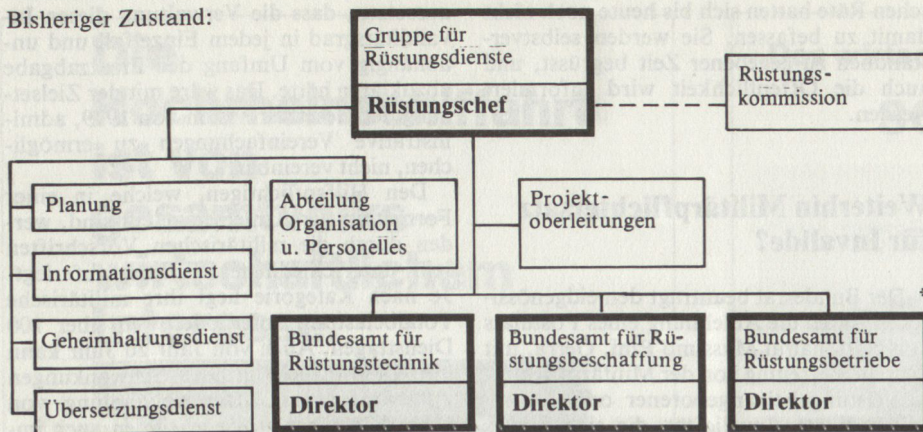 Bisheriger Zustand:
Gruppe für
Rüstungsdienste
Rüstungschef
Rüstungs-
kommission
Planung
Abteilung
Organisation
u. Personelles
Projekt-
oberleitungen
Informationsdienst
Geheimhaltungsdienst
Übersetzungsdienst
Bundesamt für
Rüstungstechnik
Direktor
Bundesamt für Rü-
stungsbeschaffung
Direktor
Bundesamt für
Rüstungsbetriebe
Direktor